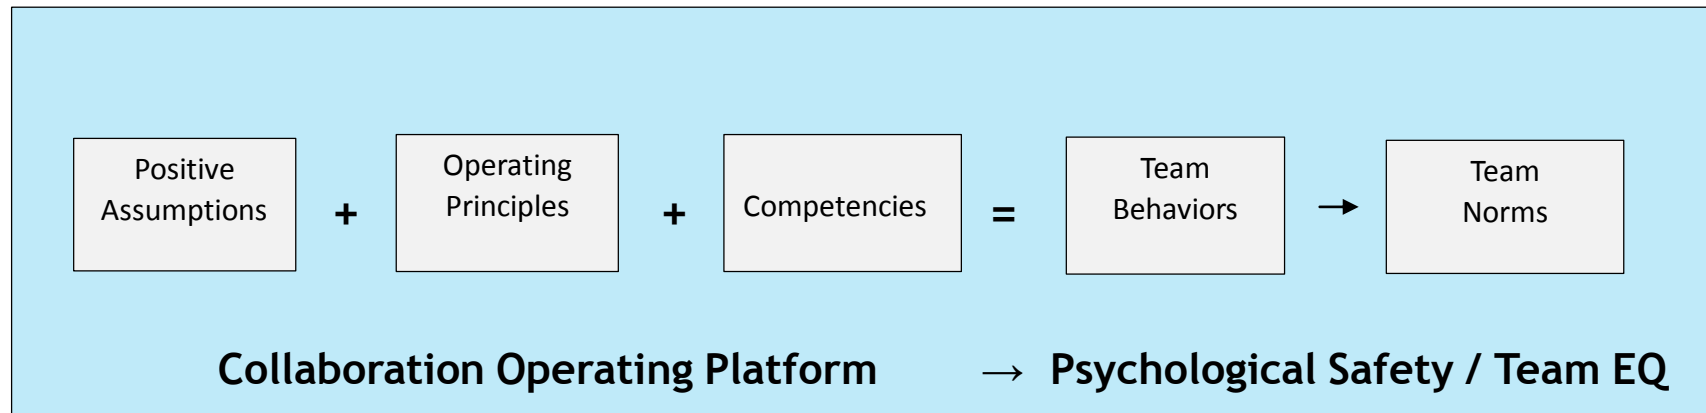 Positive
Assumptions
+
Operating
Principles
+
Competencies
=
Team
Behaviors
→
Team
Norms
Collaboration Operating Platform → Psychological Safety / Team EQ